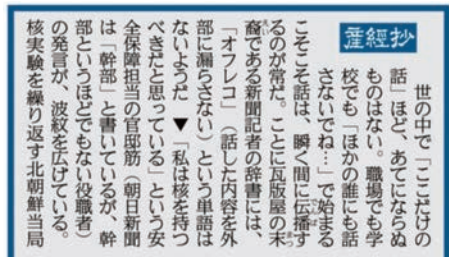 産經抄
世の中で「ここだけの
話」ほど、あてにならぬ
ものはない。職場でも学
校でも「ほかの誰にも話
さないでね…」で始まる
こそこそ話は、瞬く間に伝播す
るのが常だ。ことに瓦版屋の末
裔である新聞記者の辞書には、
「オフレコ」(話した内容を外
部に漏らさない)という単語は
ないようだ ▼「私は核を持つ
べきだと思っている」という安
全保障担当の官邸筋(朝日新聞
は「幹部」と書いているが、幹
部というほどでもない役職者)
の発言が、波紋を広げている。
核実験を繰り返す北朝鮮当局